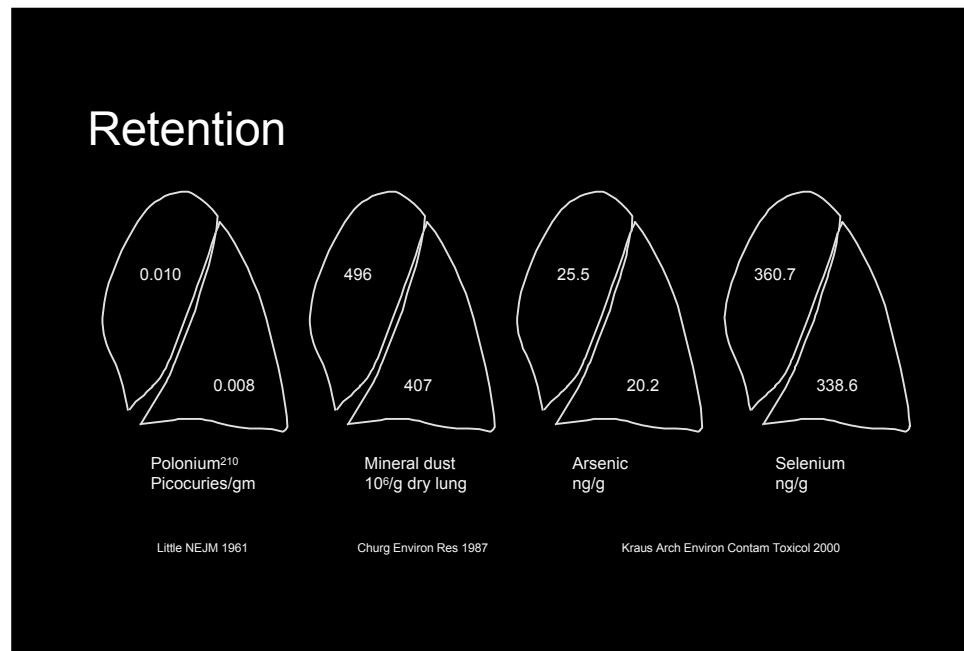 Retention
0.010
0.008
496
407
25.5
20.2
360.7
338.6
Polonium²¹⁰
Picocuries/gm
Mineral dust
10⁶/g dry lung
Arsenic
ng/g
Selenium
ng/g
Little NEJM 1961
Churg Environ Res 1987
Kraus Arch Environ Contam Toxicol 2000